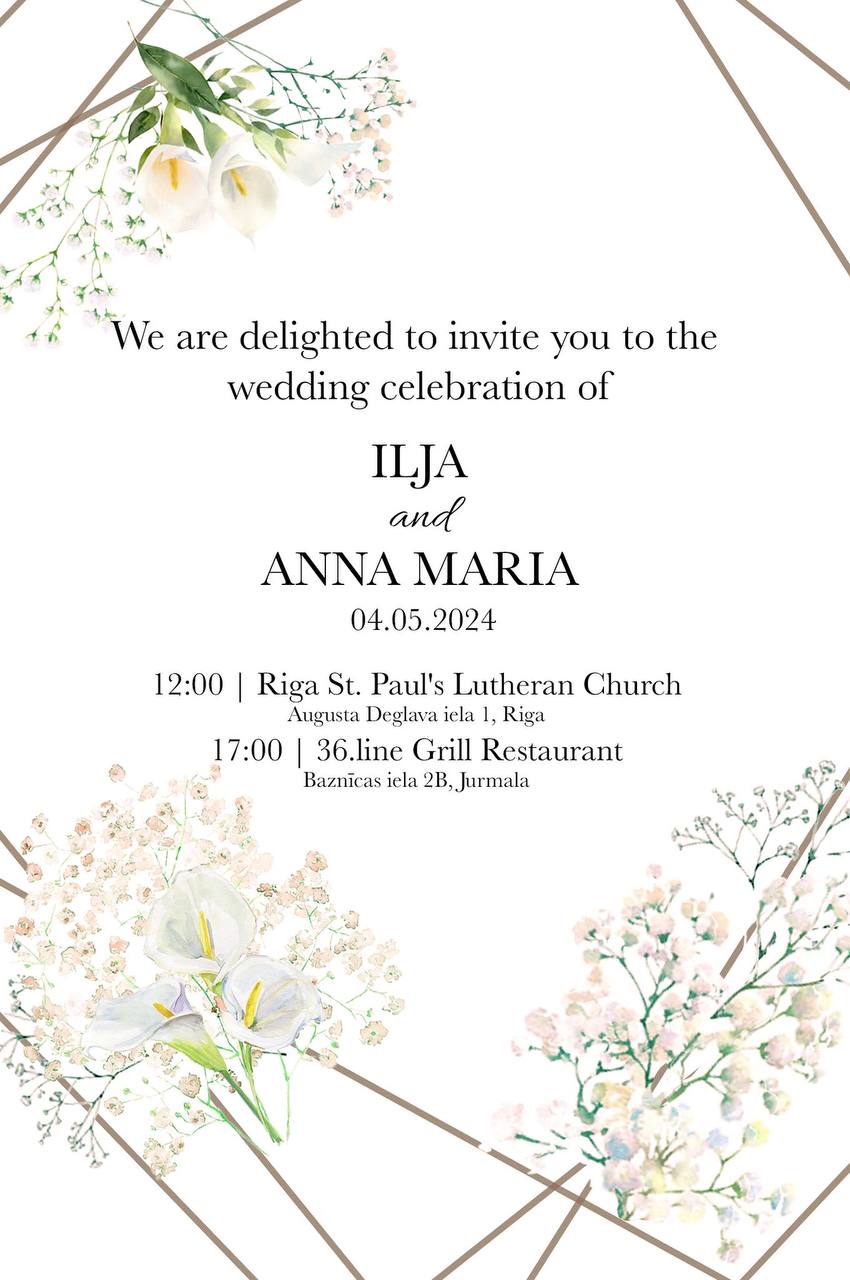 We are delighted to invite you to the
wedding celebration of
ILJA
and
ANNA MARIA
04.05.2024
12:00 | Riga St. Paul's Lutheran Church
Augusta Deglava iela 1, Riga
17:00 | 36.line Grill Restaurant
Baznīcas iela 2B, Jurmala